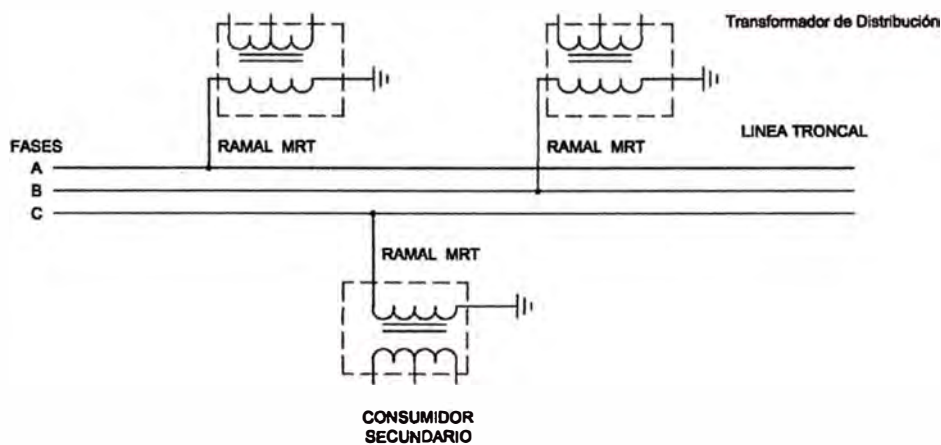 Transformador de Distribución
LINEA TRONCAL
FASES
RAMAL MRT
RAMAL MRT
A
B
C
RAMAL MRT
CONSUMIDOR
SECUNDARIO